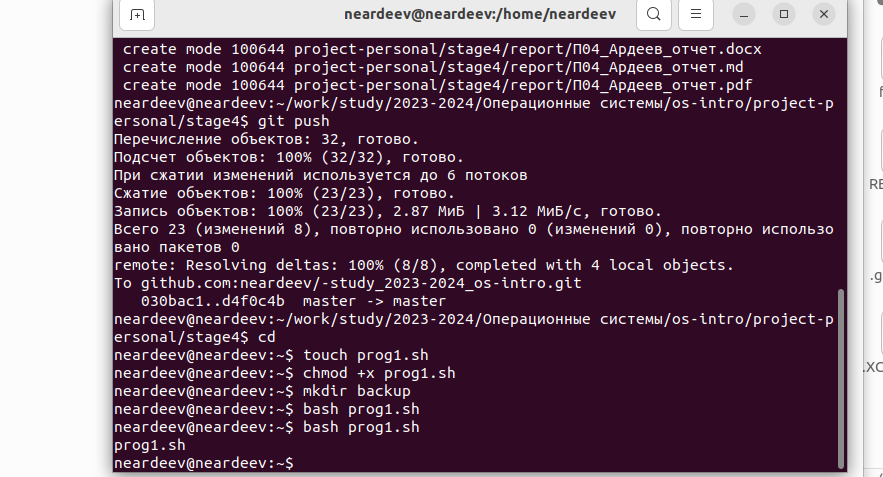 neardeev@neardeev:/home/neardeev
create mode 100644 project-personal/stage4/report/П04_Ардеев_отчет.docx
create mode 100644 project-personal/stage4/report/П04_Ардеев_отчет.md
create mode 100644 project-personal/stage4/report/П04_Ардеев_отчет.pdf
neardeev@neardeev:~/work/study/2023-2024/Операционные системы/os-intro/project-p
ersonal/stage4$ git push
Перечисление объектов: 32, готово.
Подсчет объектов: 100% (32/32), готово.
При сжатии изменений используется до 6 потоков
Сжатие объектов: 100% (23/23), готово.
Запись объектов: 100% (23/23), 2.87 МиБ | 3.12 МиБ/с, готово.
Всего 23 (изменений 8), повторно использовано 0 (изменений 0), повторно использо
вано пакетов 0
remote: Resolving deltas: 100% (8/8), completed with 4 local objects.
To github.com:neardeev/-study_2023-2024_os-intro.git
030bac1..d4f0c4b  master -> master
neardeev@neardeev:~/work/study/2023-2024/Операционные системы/os-intro/project-p
ersonal/stage4$ cd
neardeev@neardeev:~$ touch prog1.sh
neardeev@neardeev:~$ chmod +x prog1.sh
neardeev@neardeev:~$ mkdir backup
neardeev@neardeev:~$ bash prog1.sh
neardeev@neardeev:~$ bash prog1.sh
prog1.sh
neardeev@neardeev:~$